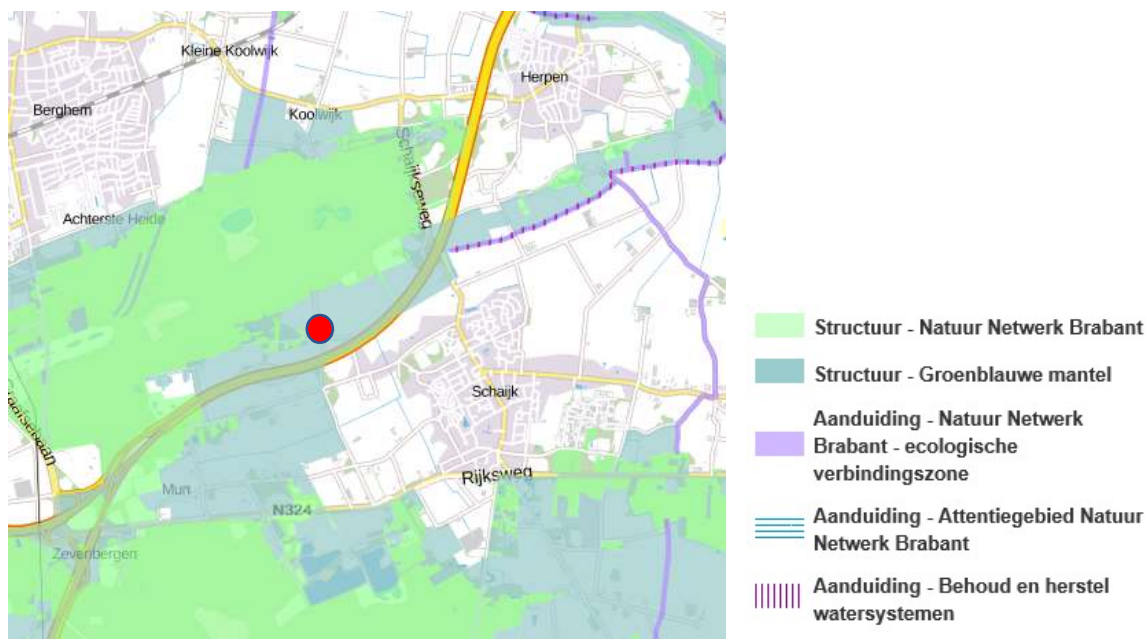 Kleine Koolwijk
Herpen
Berghem
Koolwijk
Schaijkseweg
Achterste Heide
Schaijk
Graafsebaan
Rijksweg
Mun
N324
Zevenbergen
Structuur - Natuur Netwerk Brabant
Structuur - Groenblauwe mantel
Aanduiding - Natuur Netwerk
Brabant - ecologische
verbindingszone
Aanduiding - Attentiegebied Natuur
Netwerk Brabant
Aanduiding - Behoud en herstel
watersystemen